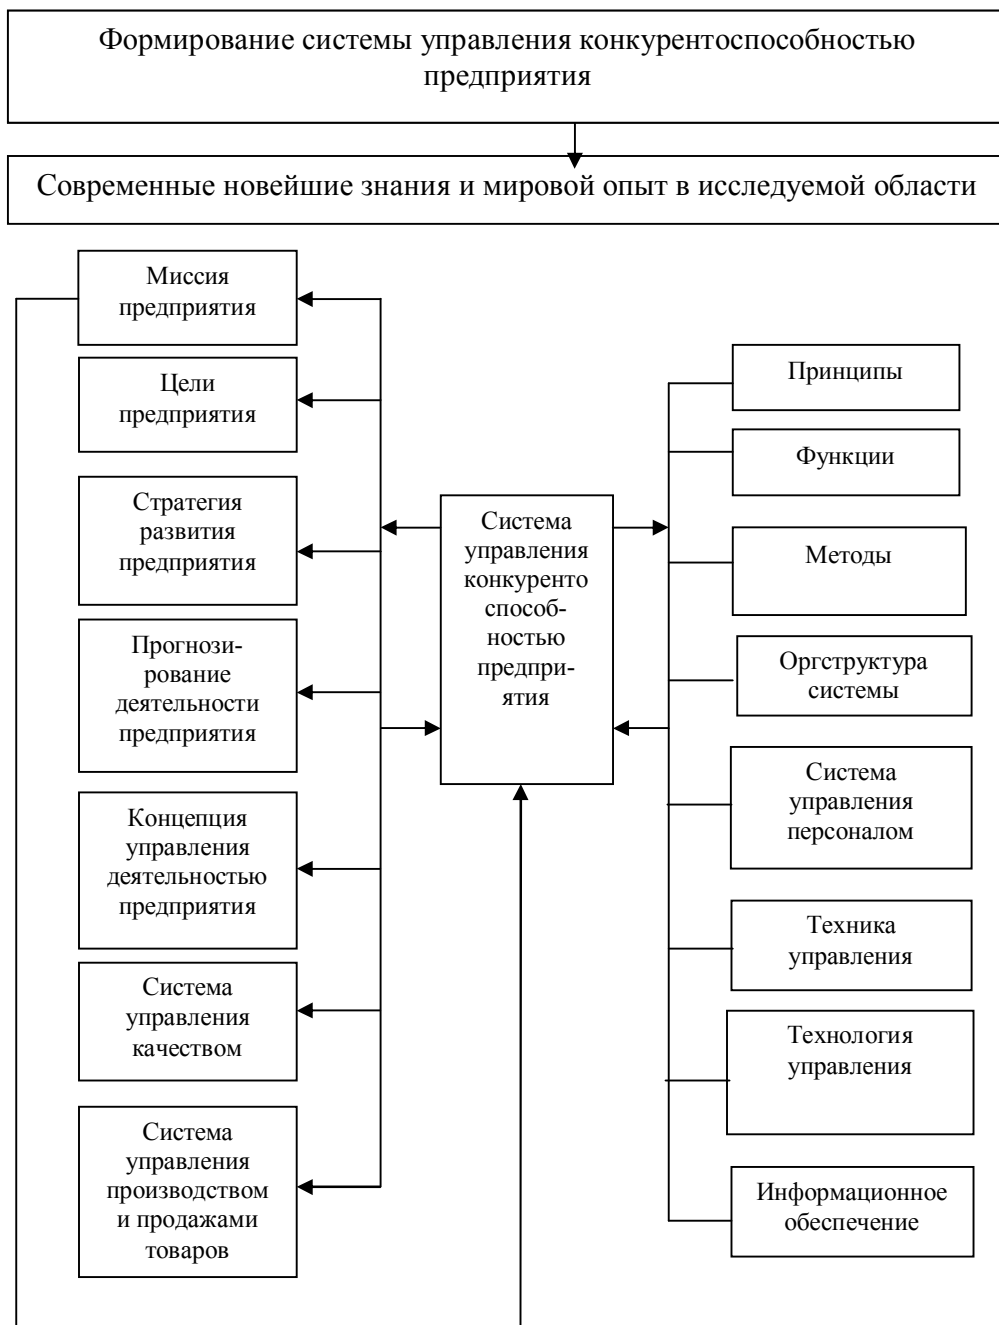 Формирование системы управления конкурентоспособностью
предприятия
Современные новейшие знания и мировой опыт в исследуемой области
Миссия
предприятия
Цели
предприятия
Стратегия
развития
предприятия
Прогнози-
рование
деятельности
предприятия
Концепция
управления
деятельностью
предприятия
Система
управления
качеством
Система
управления
производством
и продажами
товаров
Система
управления
конкуренто
способ-
ностью
предпри-
ятия
Принципы
Функции
Методы
Оргструктура
системы
Система
управления
персоналом
Техника
управления
Технология
управления
Информационное
обеспечение